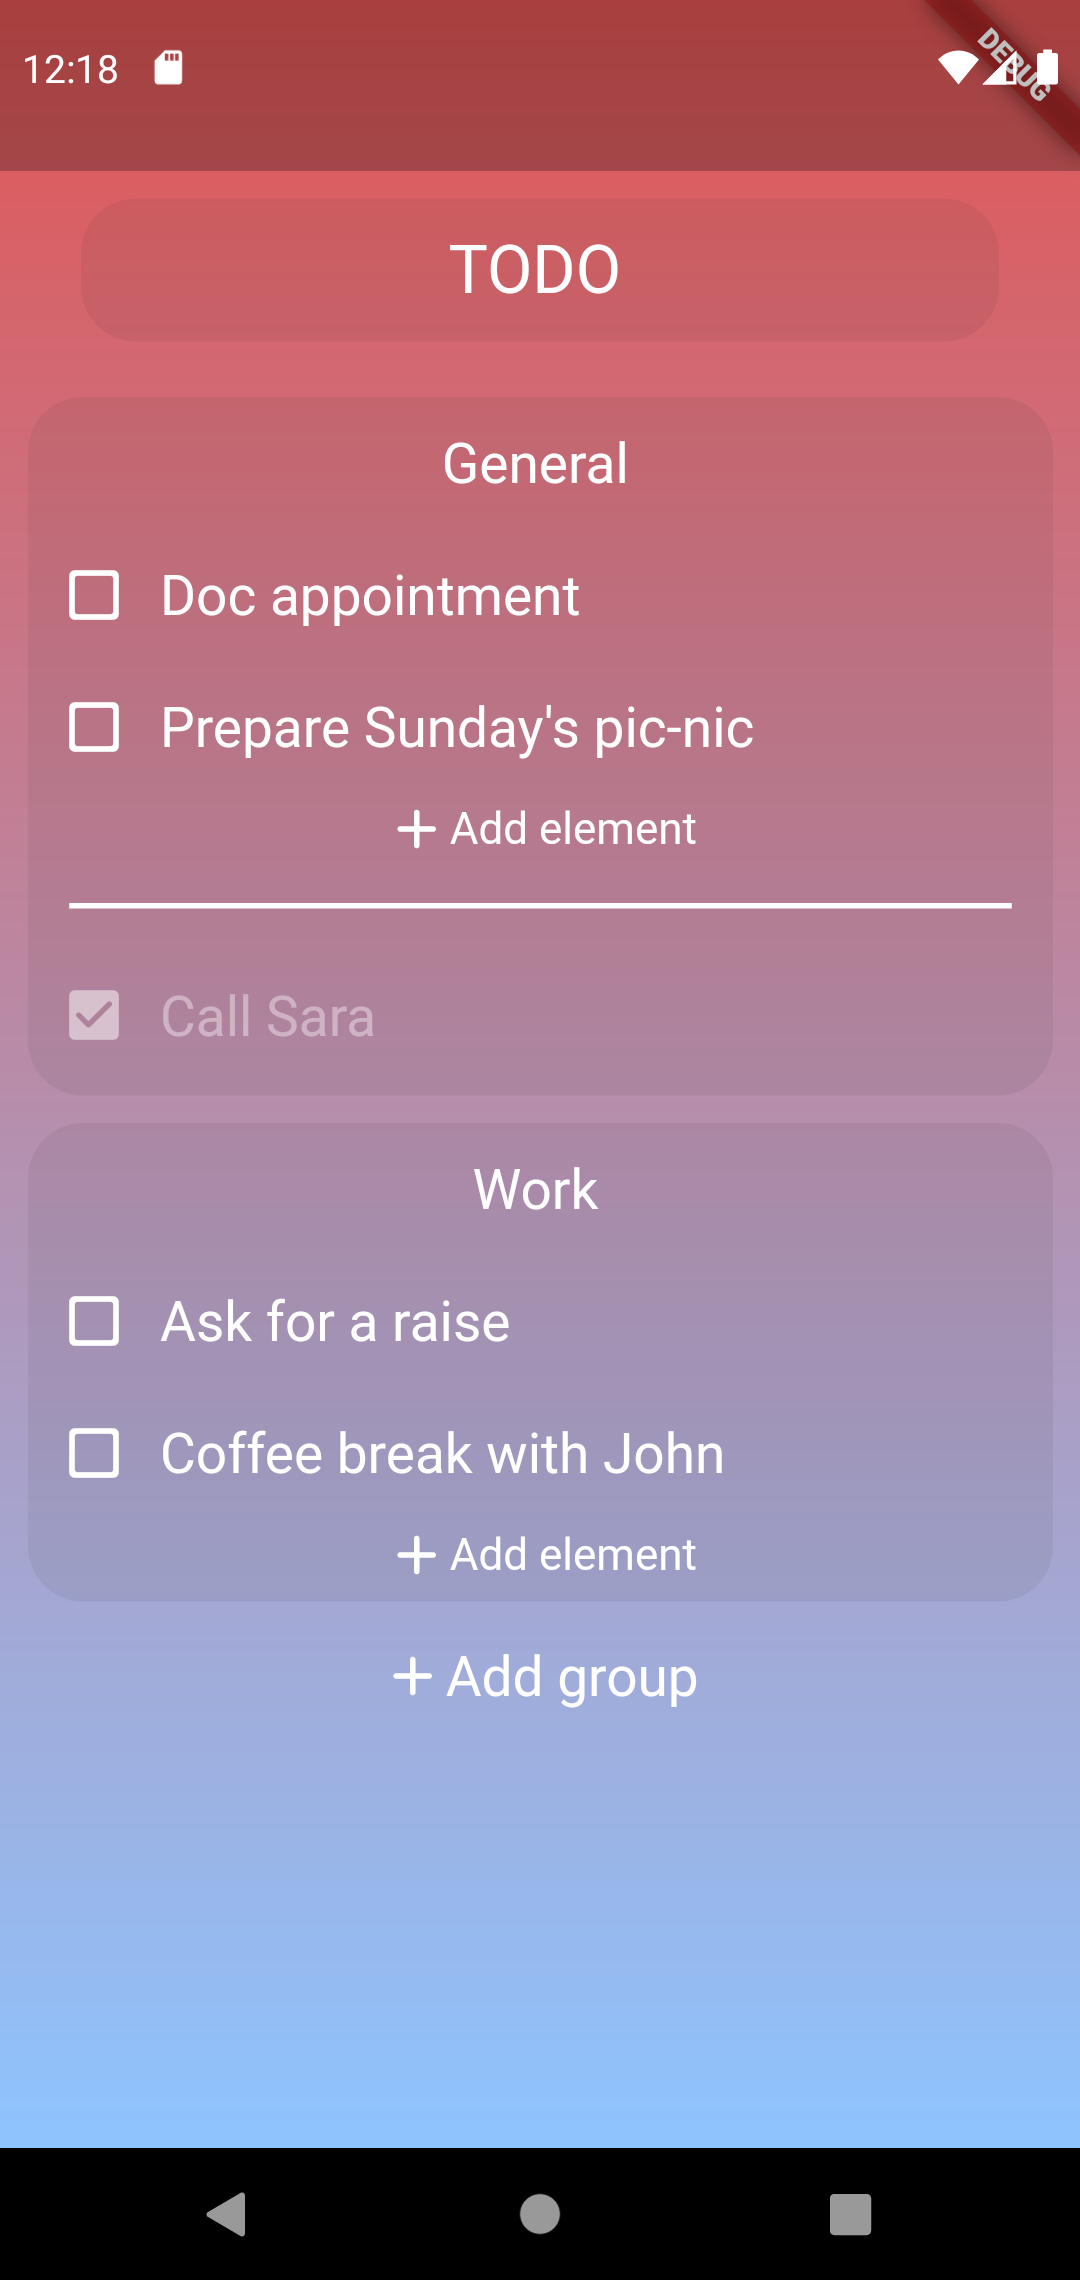 12:18
DEBUG
TODO
General
Doc appointment
Prepare Sunday's pic-nic
Add element
Call Sara
Work
Ask for a raise
Coffee break with John
Add element
Add group